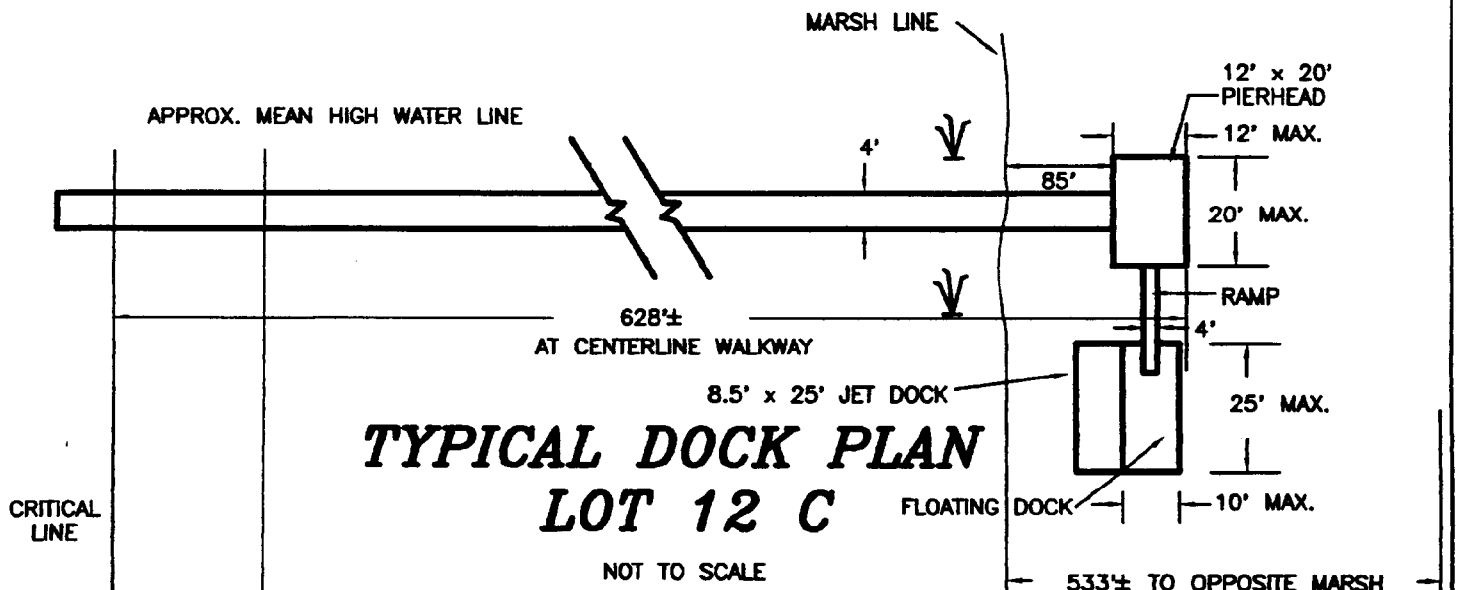 MARSH LINE
12' x 20'
PIERHEAD
APPROX. MEAN HIGH WATER LINE
12' MAX.
4'
85'
20' MAX.
RAMP
628'±
4'
AT CENTERLINE WALKWAY
8.5' x 25' JET DOCK
25' MAX.
TYPICAL DOCK PLAN
LOT 12 C
CRITICAL
LINE
FLOATING DOCK
10' MAX.
NOT TO SCALE
533'± TO OPPOSITE MARSH